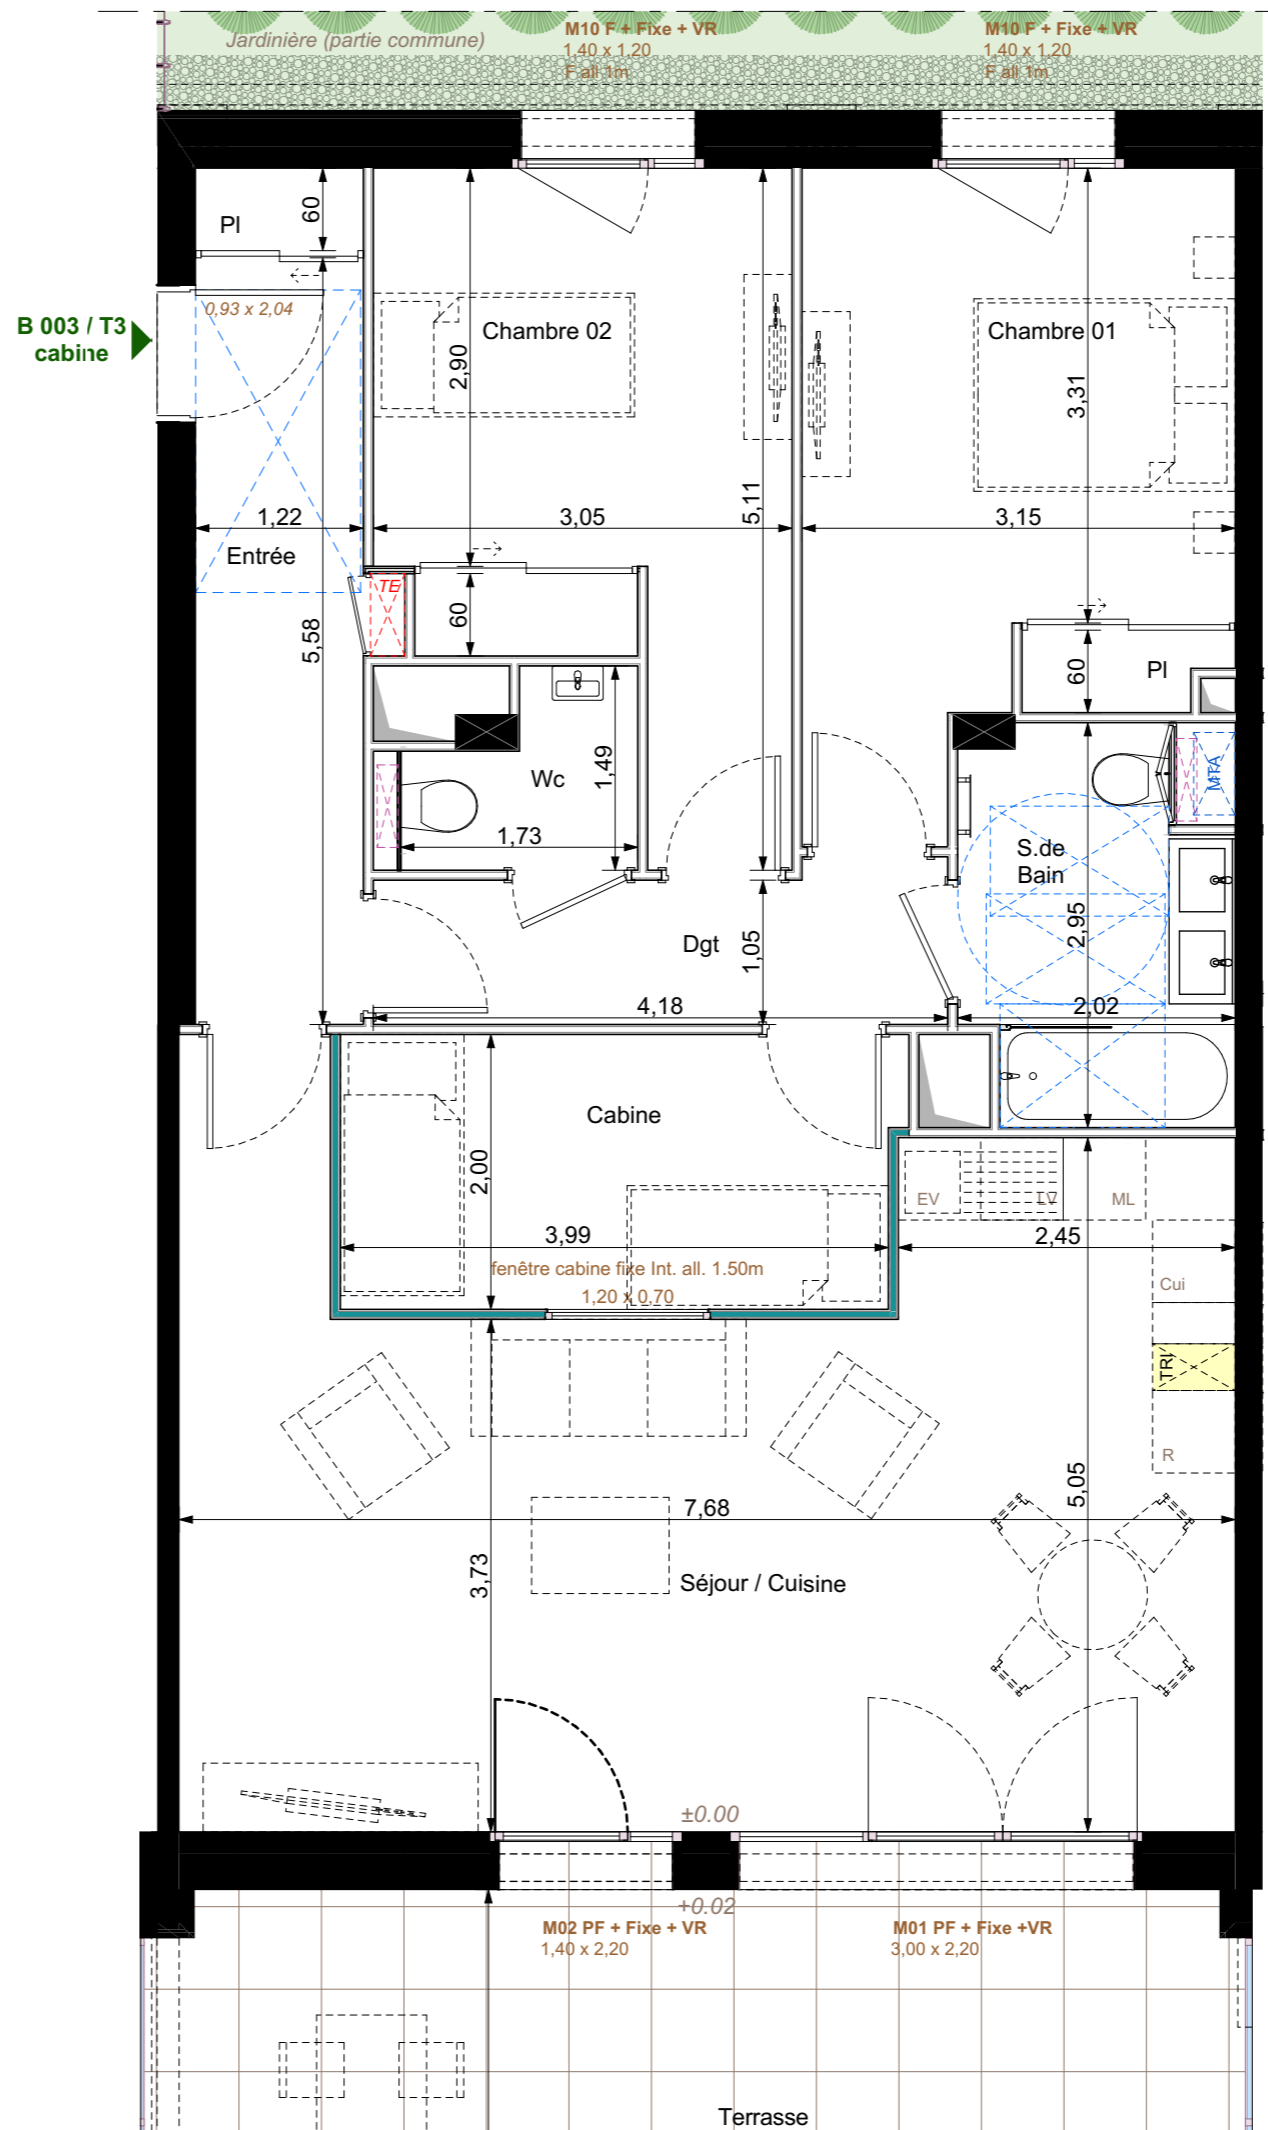 Jardinière (partie commune)
M10 F + Fixe + VR
1,40 x 1,20
F all 1m
M10 F + Fixe + VR
1,40 x 1,20
F all 1m
Pl
60
0,93 x 2,04
B 003 / T3
cabine
Chambre 02
2,90
Chambre 01
3,31
5,11
1,22
3,05
3,15
Entrée
TE
60
5,58
60
Pl
Wc
1,49
1,73
MTA
S.de
Bain
2,95
Dgt
1,05
4,18
2,02
Cabine
2,00
3,99
fenêtre cabine fixe Int. all. 1.50m
1,20 x 0,70
EV
LV
ML
2,45
Cui
TRI
R
5,05
7,68
3,73
Séjour / Cuisine
±0.00
+0.02
M02 PF + Fixe + VR
1,40 x 2,20
M01 PF + Fixe +VR
3,00 x 2,20
Terrasse